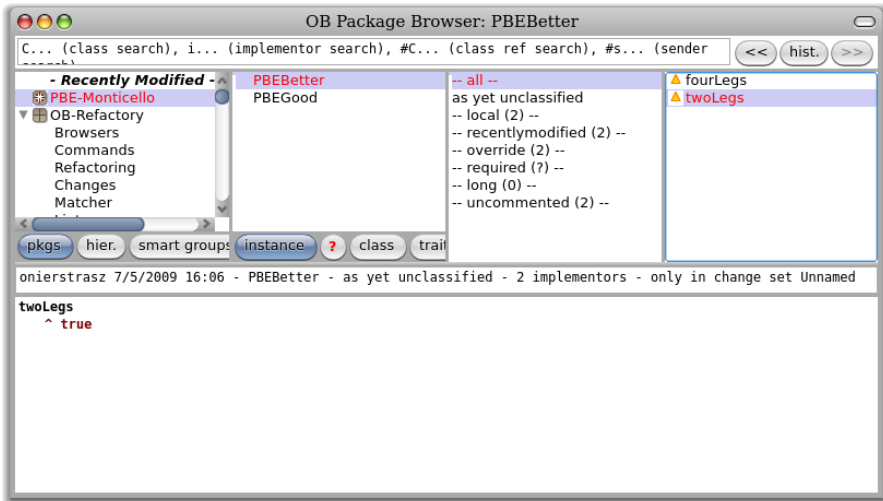 OB Package Browser: PBEBetter
C... (class search), i... (implementor search), #C... (class ref search), #s... (sender
<< hist. >>
- Recently Modified -
PBE-Monticello
OB-Refactory
Browsers
Commands
Refactoring
Changes
Matcher
PBEBetter
PBEGood
-- all --
as yet unclassified
-- local (2) --
-- recentlymodified (2) --
-- override (2) --
-- required (?) --
-- long (0) --
-- uncommented (2) --
fourLegs
twoLegs
pkgs hier. smart groups instance ? class trait
onierstrasz 7/5/2009 16:06 - PBEBetter - as yet unclassified - 2 implementors - only in change set Unnamed
twoLegs
^ true